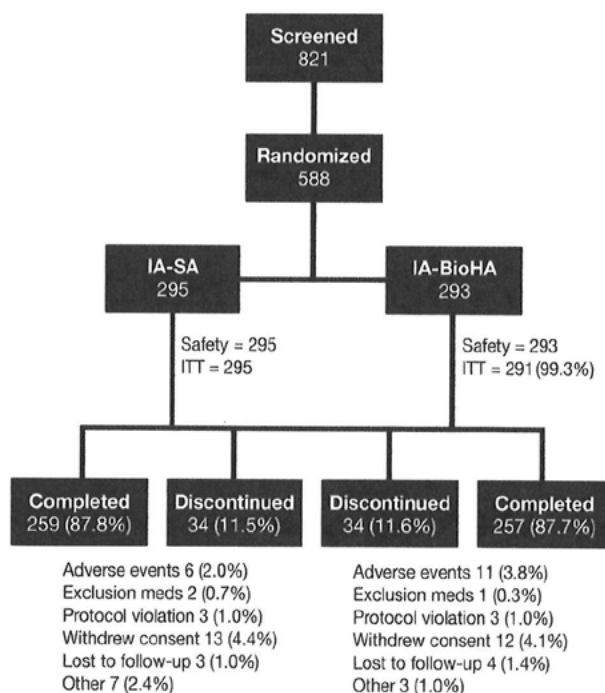 Screened
821
Randomized
588
IA-SA
295
IA-BioHA
293
Safety = 295
ITT = 295
Safety = 293
ITT = 291 (99.3%)
Completed
259 (87.8%)
Discontinued
34 (11.5%)
Discontinued
34 (11.6%)
Completed
257 (87.7%)
Adverse events 6 (2.0%)
Exclusion meds 2 (0.7%)
Protocol violation 3 (1.0%)
Withdrew consent 13 (4.4%)
Lost to follow-up 3 (1.0%)
Other 7 (2.4%)
Adverse events 11 (3.8%)
Exclusion meds 1 (0.3%)
Protocol violation 3 (1.0%)
Withdrew consent 12 (4.1%)
Lost to follow-up 4 (1.4%)
Other 3 (1.0%)